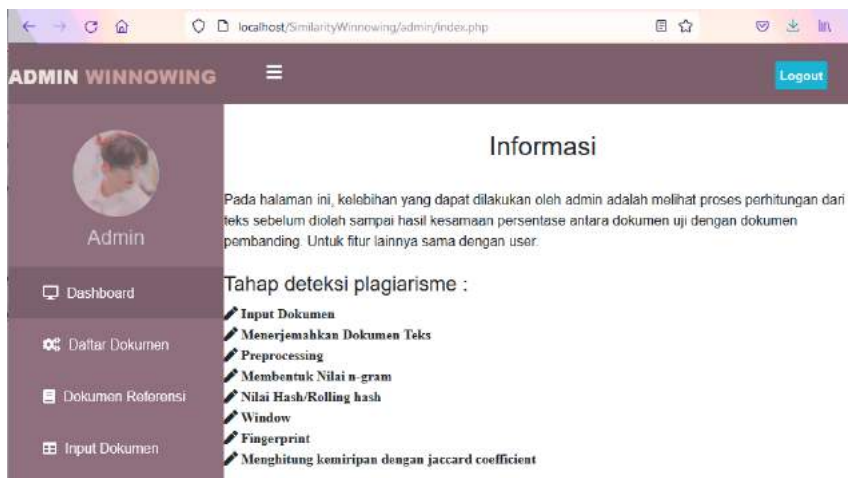 localhost/SimilarityWinnowing/admin/index.php
ADMIN WINNOWING
Logout
Admin
Dashboard
Daftar Dokumen
Dokumen Referensi
Input Dokumen
Informasi
Pada halaman ini, kelebihan yang dapat dilakukan oleh admin adalah melihat proses perhitungan dari
teks sebelum diolah sampai hasil kesamaan persentase antara dokumen uji dengan dokumen
pembanding. Untuk fitur lainnya sama dengan user.
Tahap deteksi plagiarisme :
Input Dokumen
Menerjemahkan Dokumen Teks
Preprocessing
Membentuk Nilai n-gram
Nilai Hash/Rolling hash
Window
Fingerprint
Menghitung kemiripan dengan jaccard coefficient